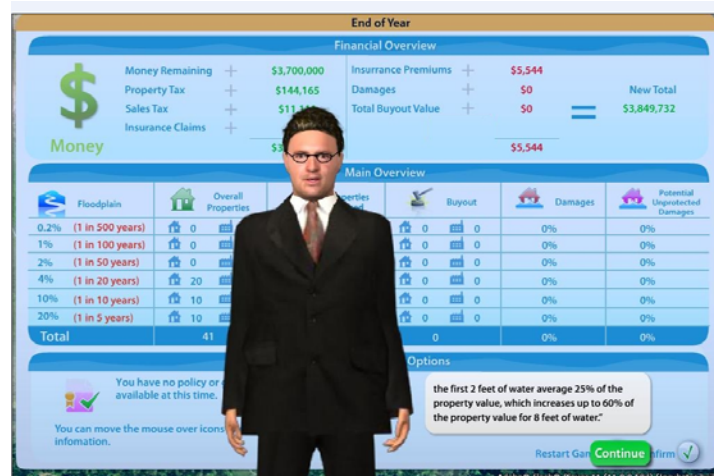 End of Year
Financial Overview
Money Remaining + $3,700,000 Insurrance Premiums + $5,544
Property Tax + $144,165 Damages + $0 New Total
Sales Tax + Total Buyout Value + $0 = $3,849,732
Insurance Claims +
Money $5,544
Main Overview
Floodplain Overall Properties Buyout Damages Potential Unprotected Damages
0.2% (1 in 500 years) 0 0 0 0% 0%
1% (1 in 100 years) 0 0 0 0% 0%
2% (1 in 50 years) 0 0 0 0% 0%
4% (1 in 20 years) 20 0 0 0% 0%
10% (1 in 10 years) 10 0 0 0% 0%
20% (1 in 5 years) 10 0 0 0% 0%
Total 41 0 0% 0%
Options
You have no policy or
available at this time.
You can move the mouse over icons
infomation.
the first 2 feet of water average 25% of the
property value, which increases up to 60% of
the property value for 8 feet of water."
Restart Continue